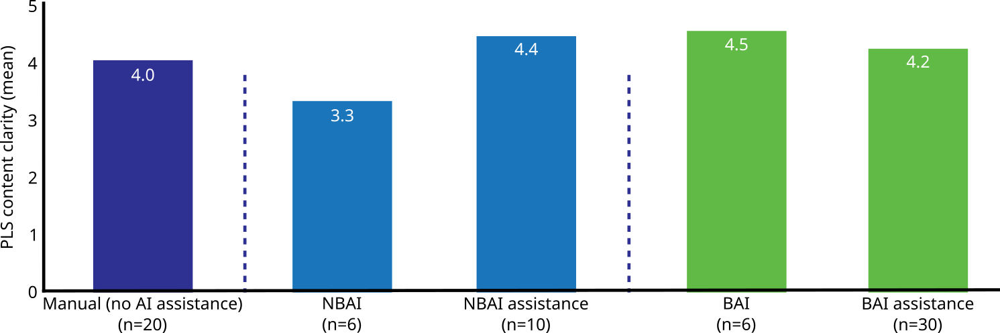 PLS content clarity (mean)
5
4
3
2
1
0
4.0
3.3
4.4
4.5
4.2
Manual (no AI assistance)
(n=20)
NBAI
(n=6)
NBAI assistance
(n=10)
BAI
(n=6)
BAI assistance
(n=30)